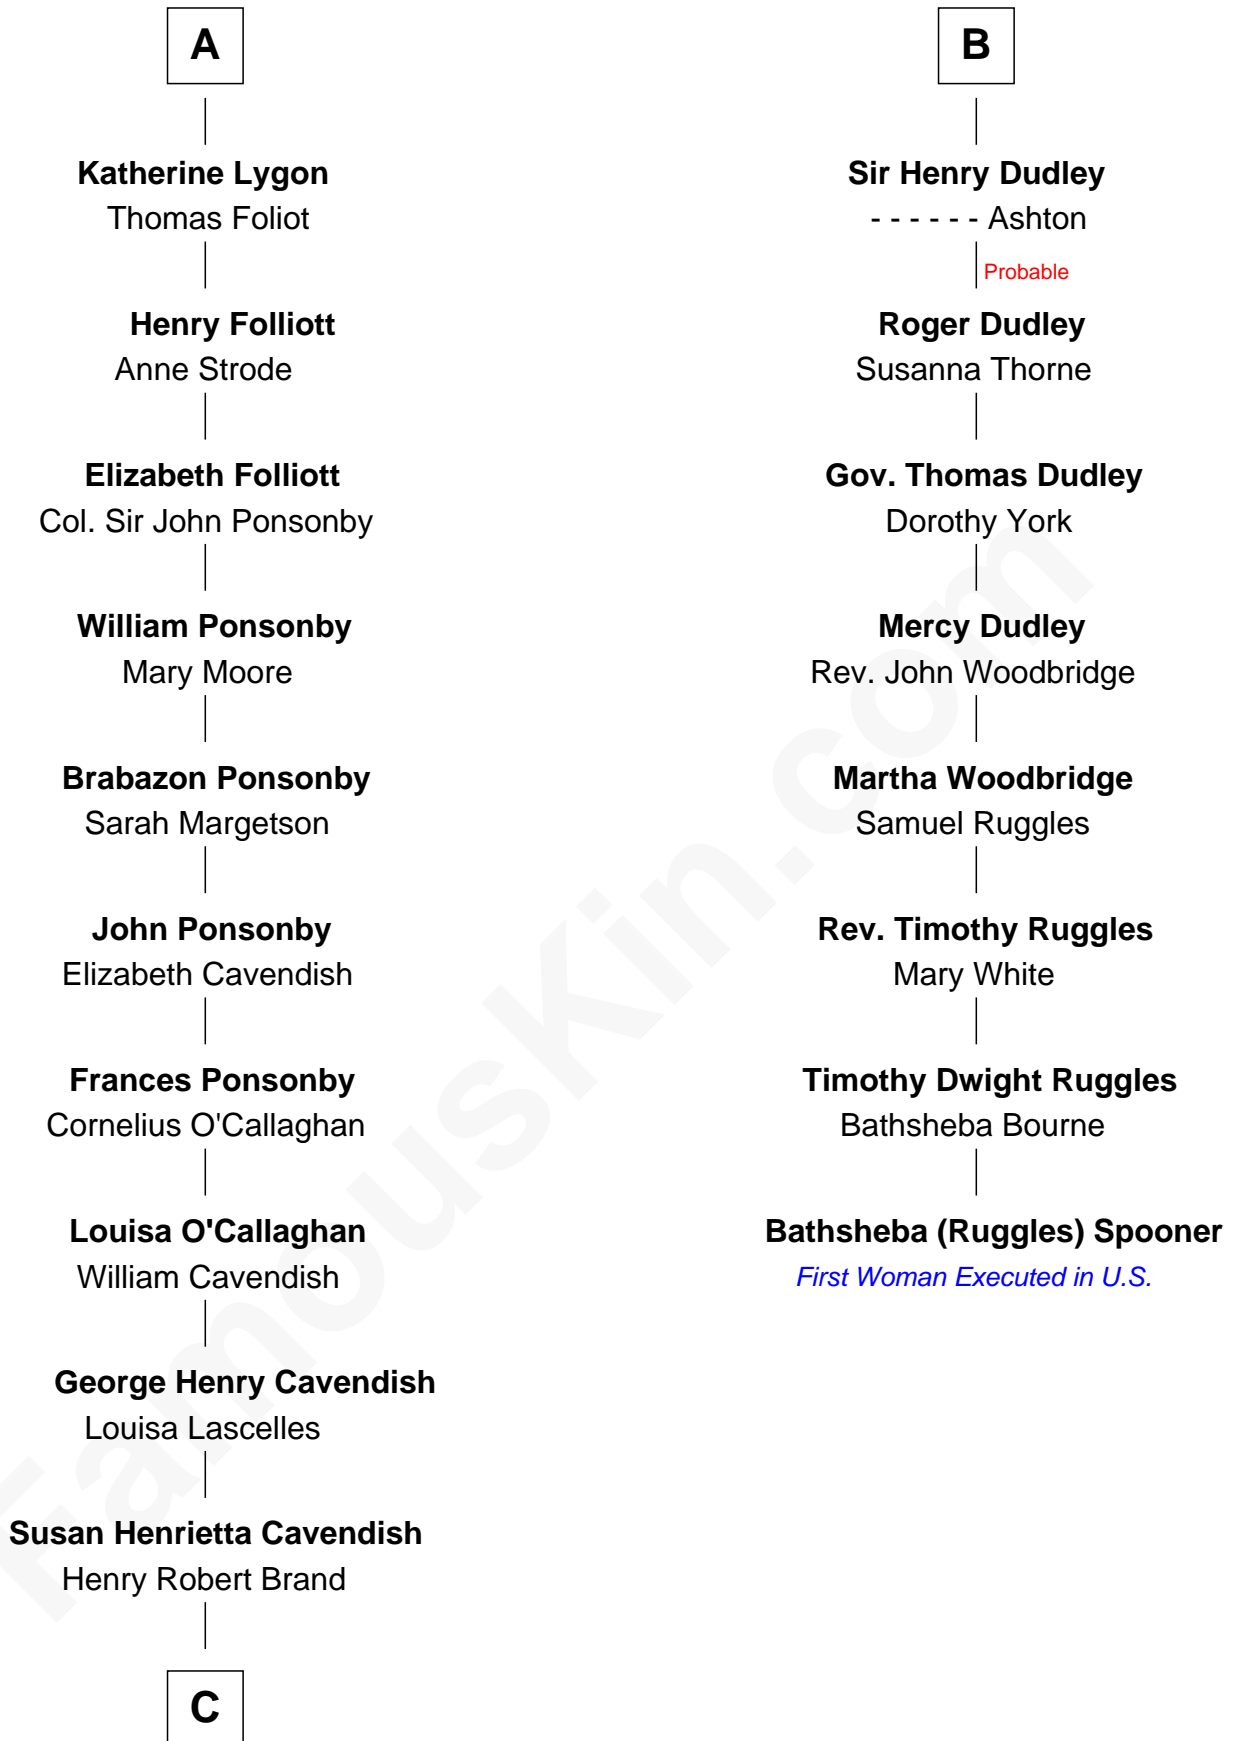 A
Katherine Lygon
Thomas Foliot
Henry Folliott
Anne Strode
Elizabeth Folliott
Col. Sir John Ponsonby
William Ponsonby
Mary Moore
Brabazon Ponsonby
Sarah Margetson
John Ponsonby
Elizabeth Cavendish
Frances Ponsonby
Cornelius O'Callaghan
Louisa O'Callaghan
William Cavendish
George Henry Cavendish
Louisa Lascelles
Susan Henrietta Cavendish
Henry Robert Brand
C
B
Sir Henry Dudley
- - - - - - Ashton
Probable
Roger Dudley
Susanna Thorne
Gov. Thomas Dudley
Dorothy York
Mercy Dudley
Rev. John Woodbridge
Martha Woodbridge
Samuel Ruggles
Rev. Timothy Ruggles
Mary White
Timothy Dwight Ruggles
Bathsheba Bourne
Bathsheba (Ruggles) Spooner
First Woman Executed in U.S.
FamousKin.com